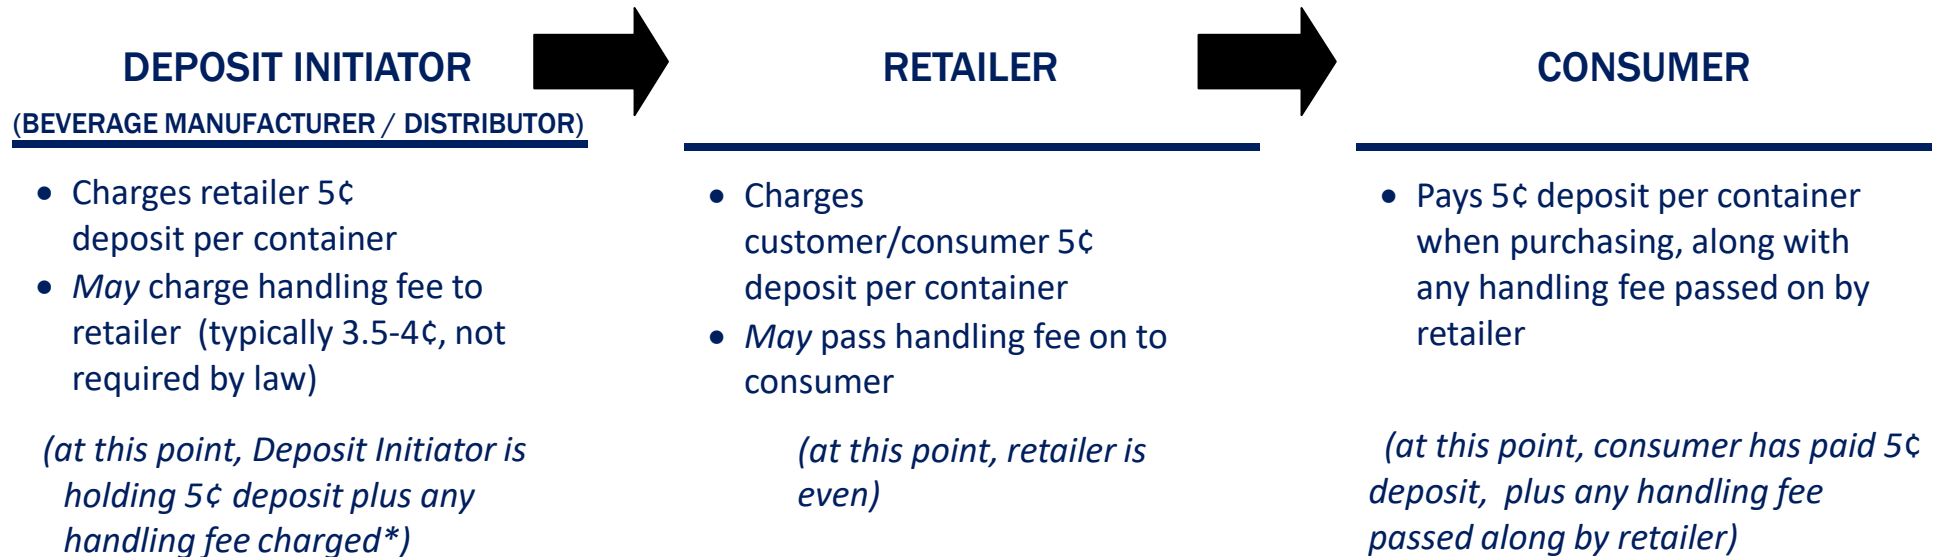 DEPOSIT INITIATOR
(BEVERAGE MANUFACTURER / DISTRIBUTOR)
• Charges retailer 5¢
deposit per container
• May charge handling fee to
retailer (typically 3.5-4¢, not
required by law)
(at this point, Deposit Initiator is
holding 5¢ deposit plus any
handling fee charged*)
RETAILER
• Charges
customer/consumer 5¢
deposit per container
• May pass handling fee on to
consumer
(at this point, retailer is
even)
CONSUMER
• Pays 5¢ deposit per container
when purchasing, along with
any handling fee passed on by
retailer
(at this point, consumer has paid 5¢
deposit, plus any handling fee
passed along by retailer)